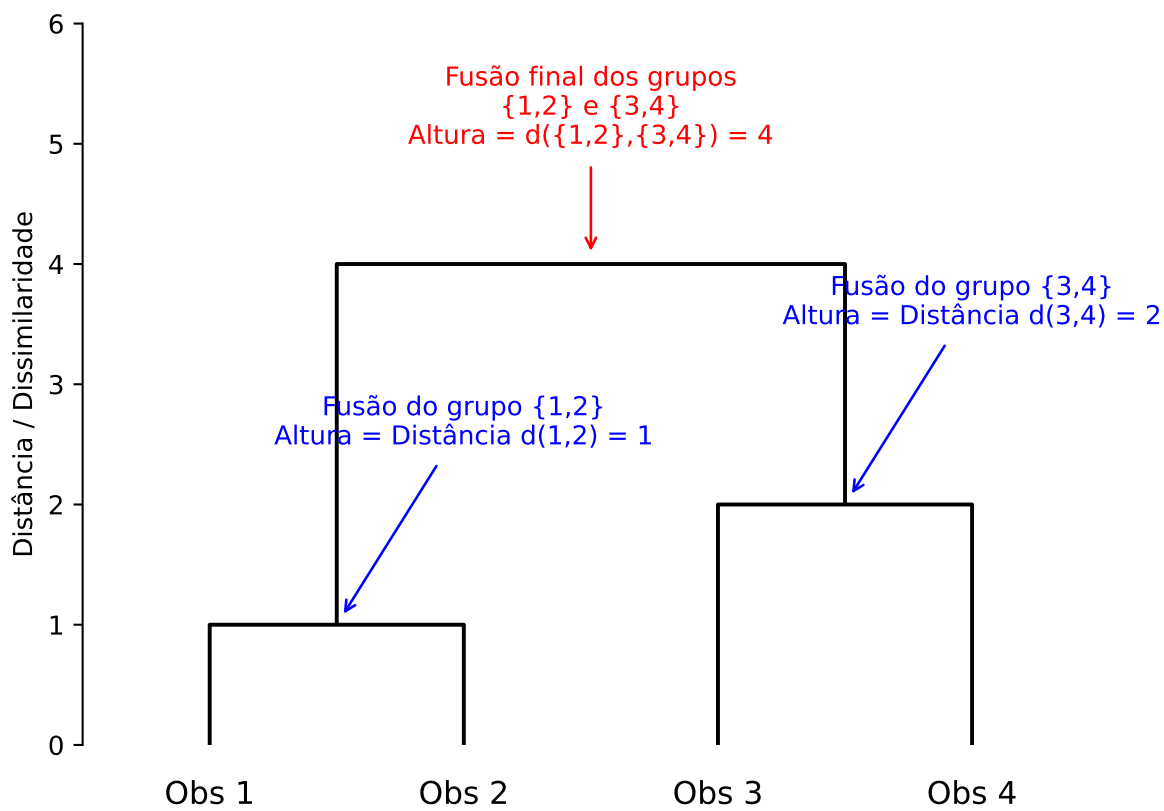 6
Fusão final dos grupos
{1,2} e {3,4}
Altura = d({1,2},{3,4}) = 4
5
4
Fusão do grupo {3,4}
Altura = Distância d(3,4) = 2
3
Fusão do grupo {1,2}
Altura = Distância d(1,2) = 1
2
1
0
Distância / Dissimilaridade
Obs 1
Obs 2
Obs 3
Obs 4